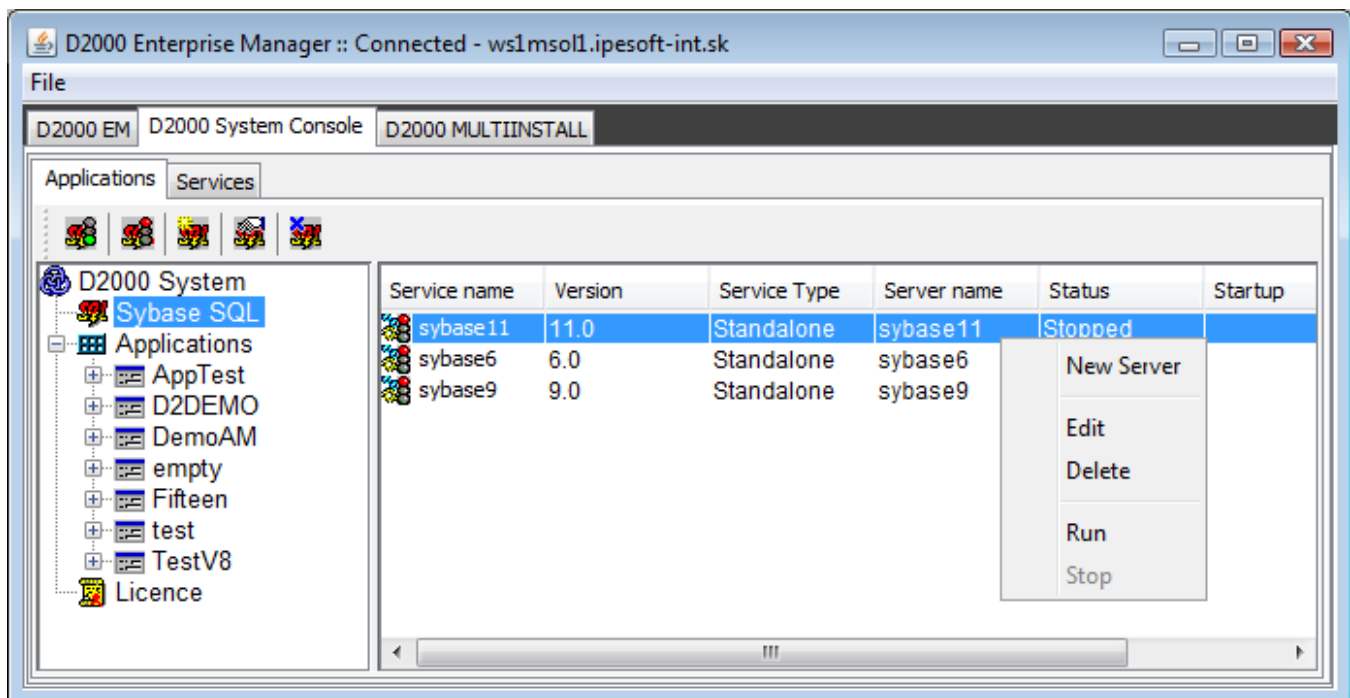 D2000 Enterprise Manager :: Connected - ws1msol1.ipesoft-int.sk
File
D2000 EM D2000 System Console D2000 MULTIINSTALL
Applications Services
D2000 System
Sybase SQL
Applications
AppTest
D2DEMO
DemoAM
empty
Fifteen
test
TestV8
Licence
Service name Version Service Type Server name Status Startup
sybase11 11.0 Standalone sybase11 Stopped
sybase6 6.0 Standalone sybase6
sybase9 9.0 Standalone sybase9
New Server
Edit
Delete
Run
Stop